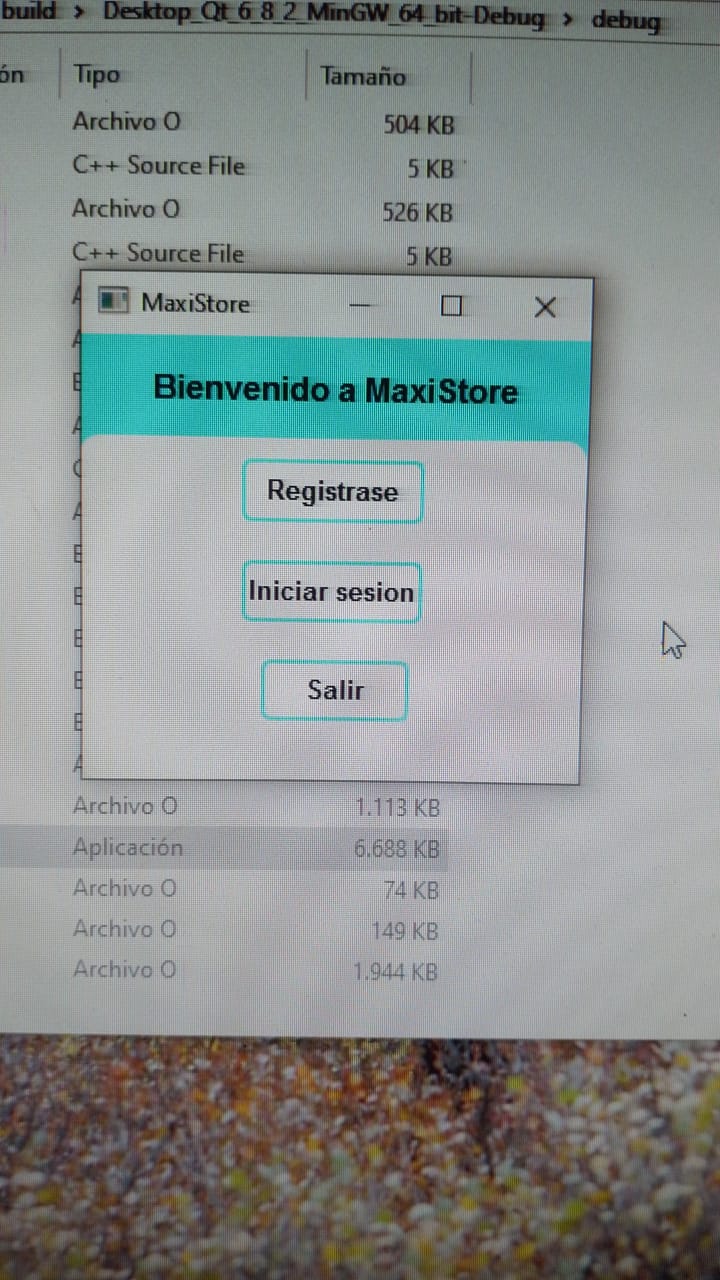 build > Desktop_Qt_6_8_2_MinGW_64_bit-Debug > debug
ón Tipo Tamaño
Archivo O 504 KB
C++ Source File 5 KB
Archivo O 526 KB
C++ Source File 5 KB
MaxiStore
Bienvenido a MaxiStore
Registrase
Iniciar sesion
Salir
Archivo O 1.113 KB
Aplicación 6.688 KB
Archivo O 74 KB
Archivo O 149 KB
Archivo O 1.944 KB